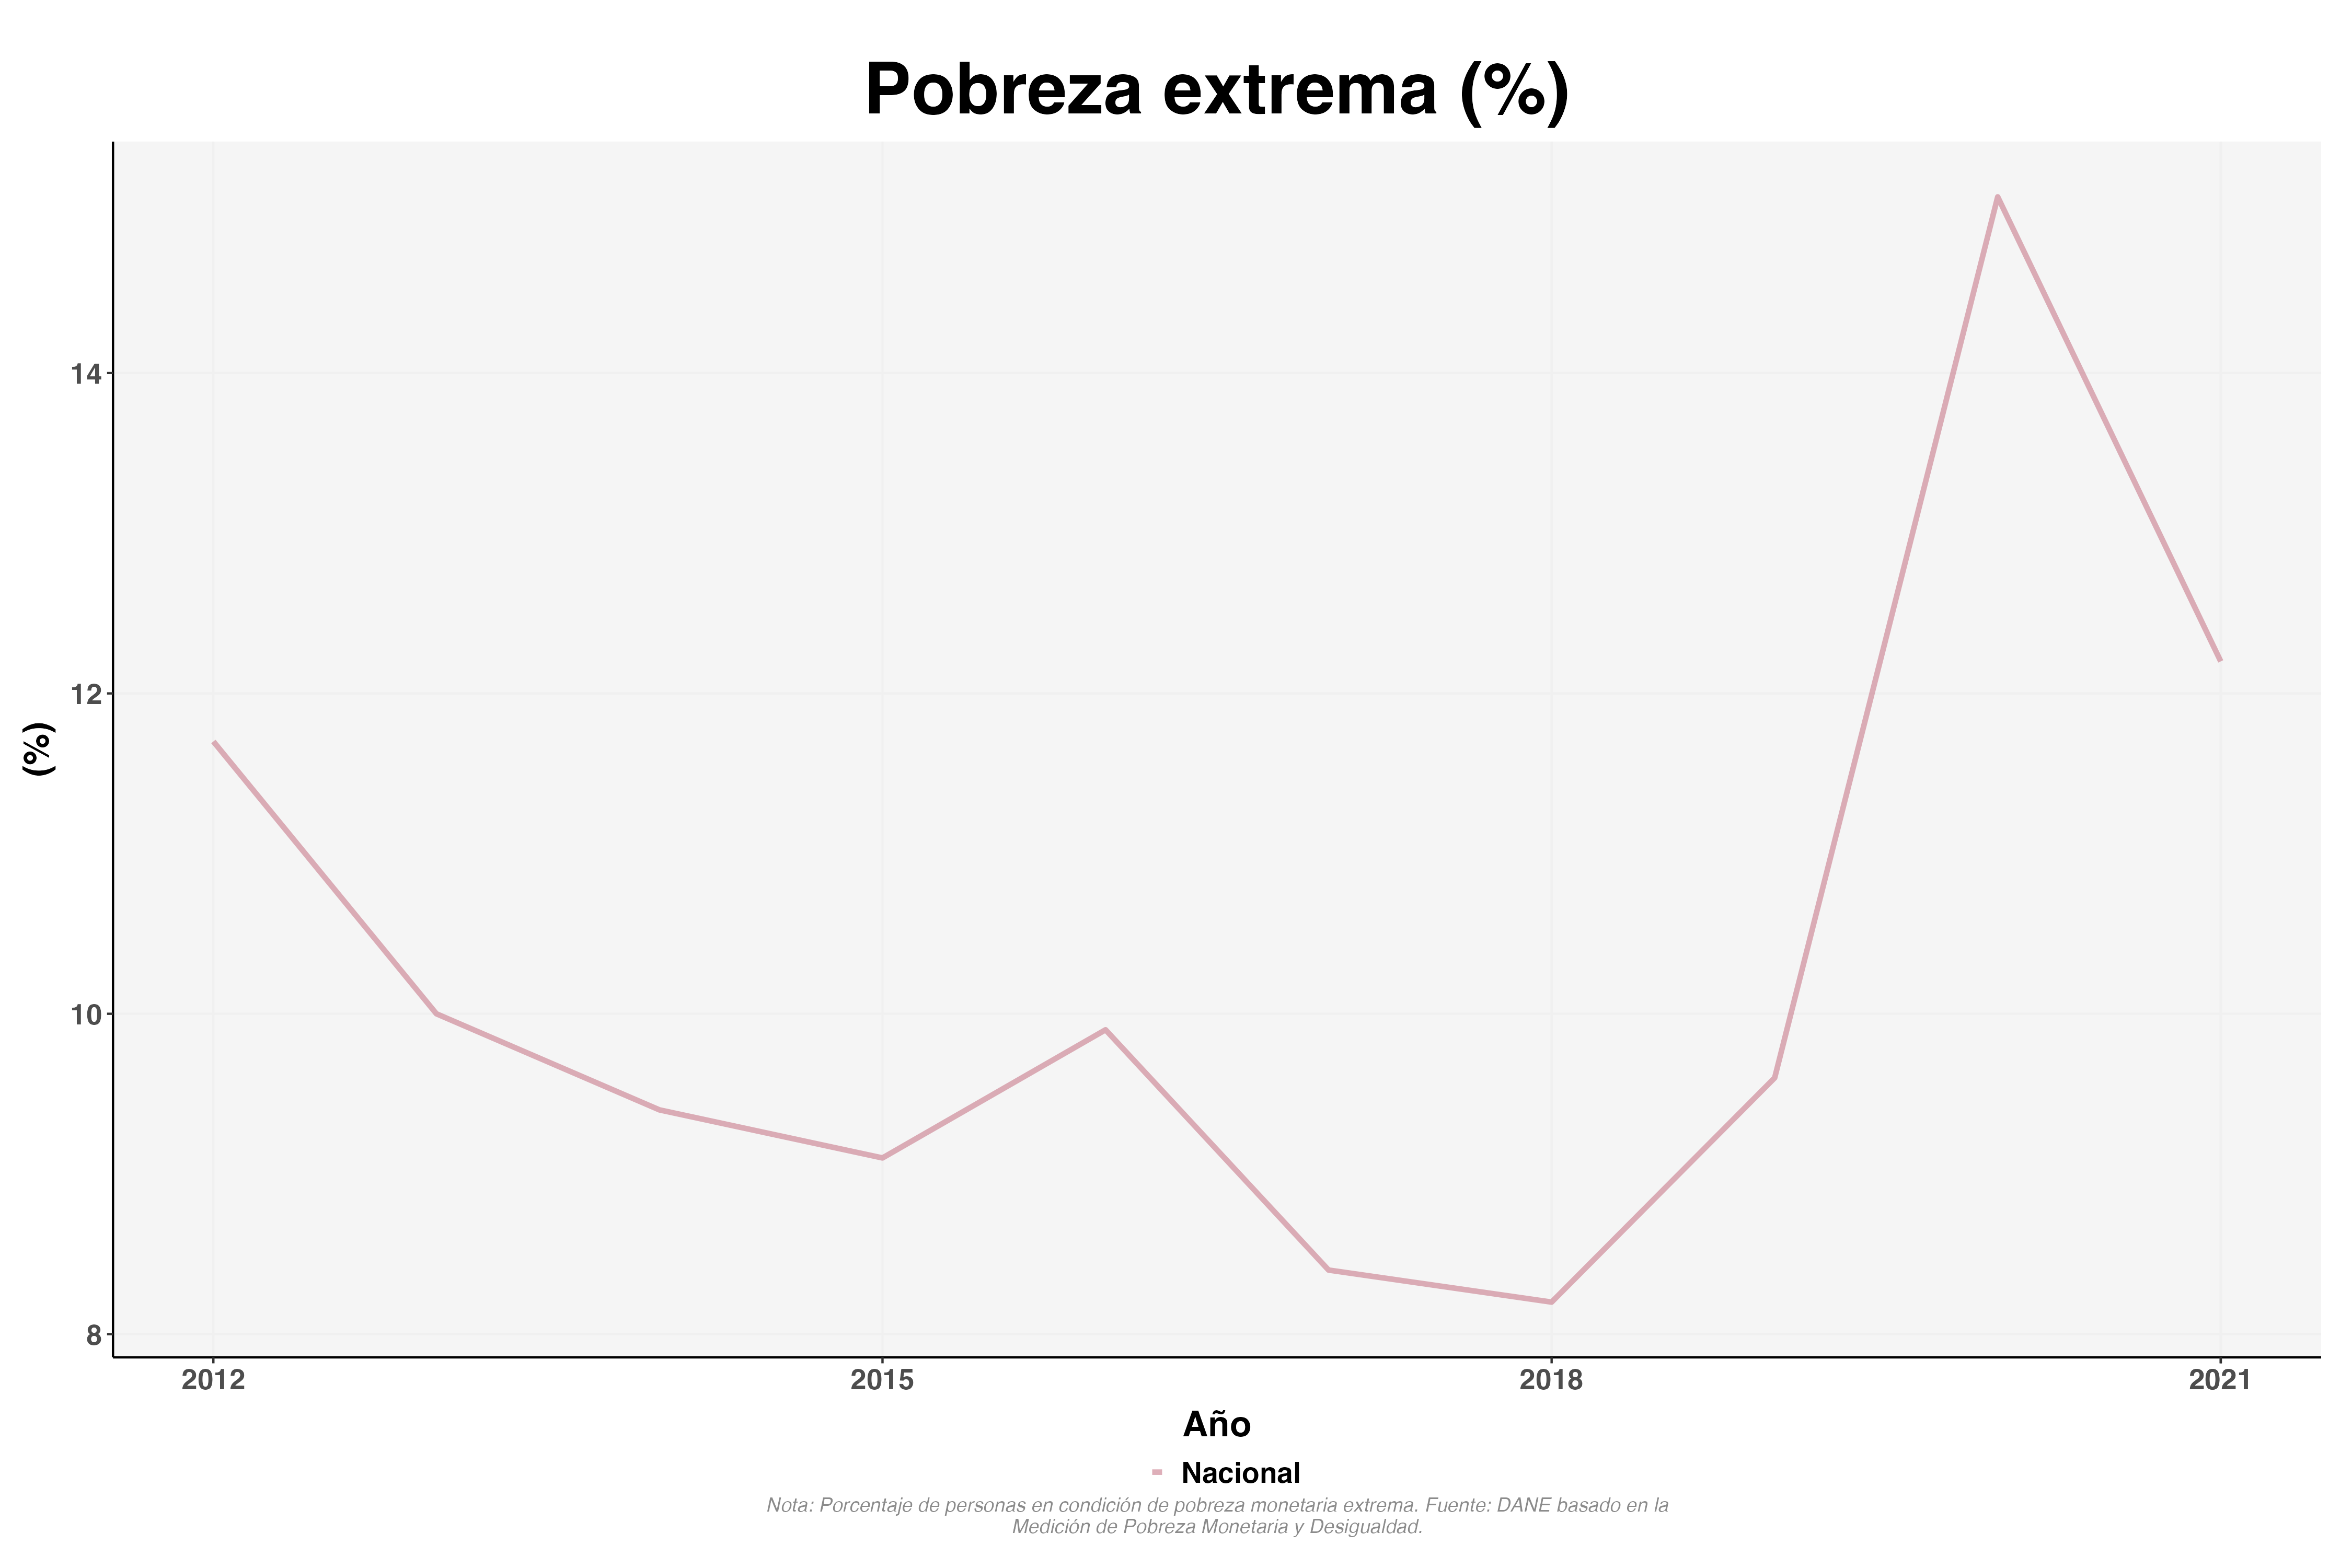 Pobreza extrema (%)
(%)
14
12
10
8
2012
2015
2018
2021
Año
Nacional
Nota: Porcentaje de personas en condición de pobreza monetaria extrema. Fuente: DANE basado en la
Medición de Pobreza Monetaria y Desigualdad.